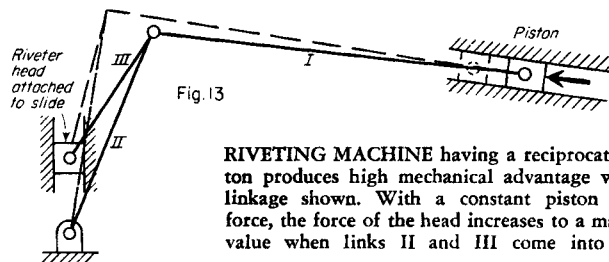 Piston
Riveter
head
attached
to slide
III
I
Fig.13
II
RIVETING MACHINE having a reciprocat
ton produces high mechanical advantage w
linkage shown. With a constant piston
force, the force of the head increases to a ma
value when links II and III come into